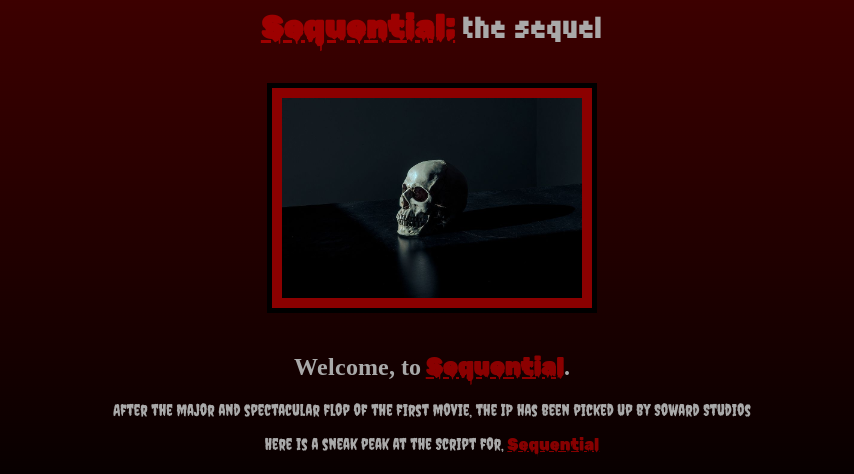 Sequential: the sequel
Welcome, to Sequential.
AFTER THE MAJOR AND SPECTACULAR FLOP OF THE FIRST MOVIE, THE IP HAS BEEN PICKED UP BY SOWARD STUDIOS
HERE IS A SNEAK PEAK AT THE SCRIPT FOR, Sequential